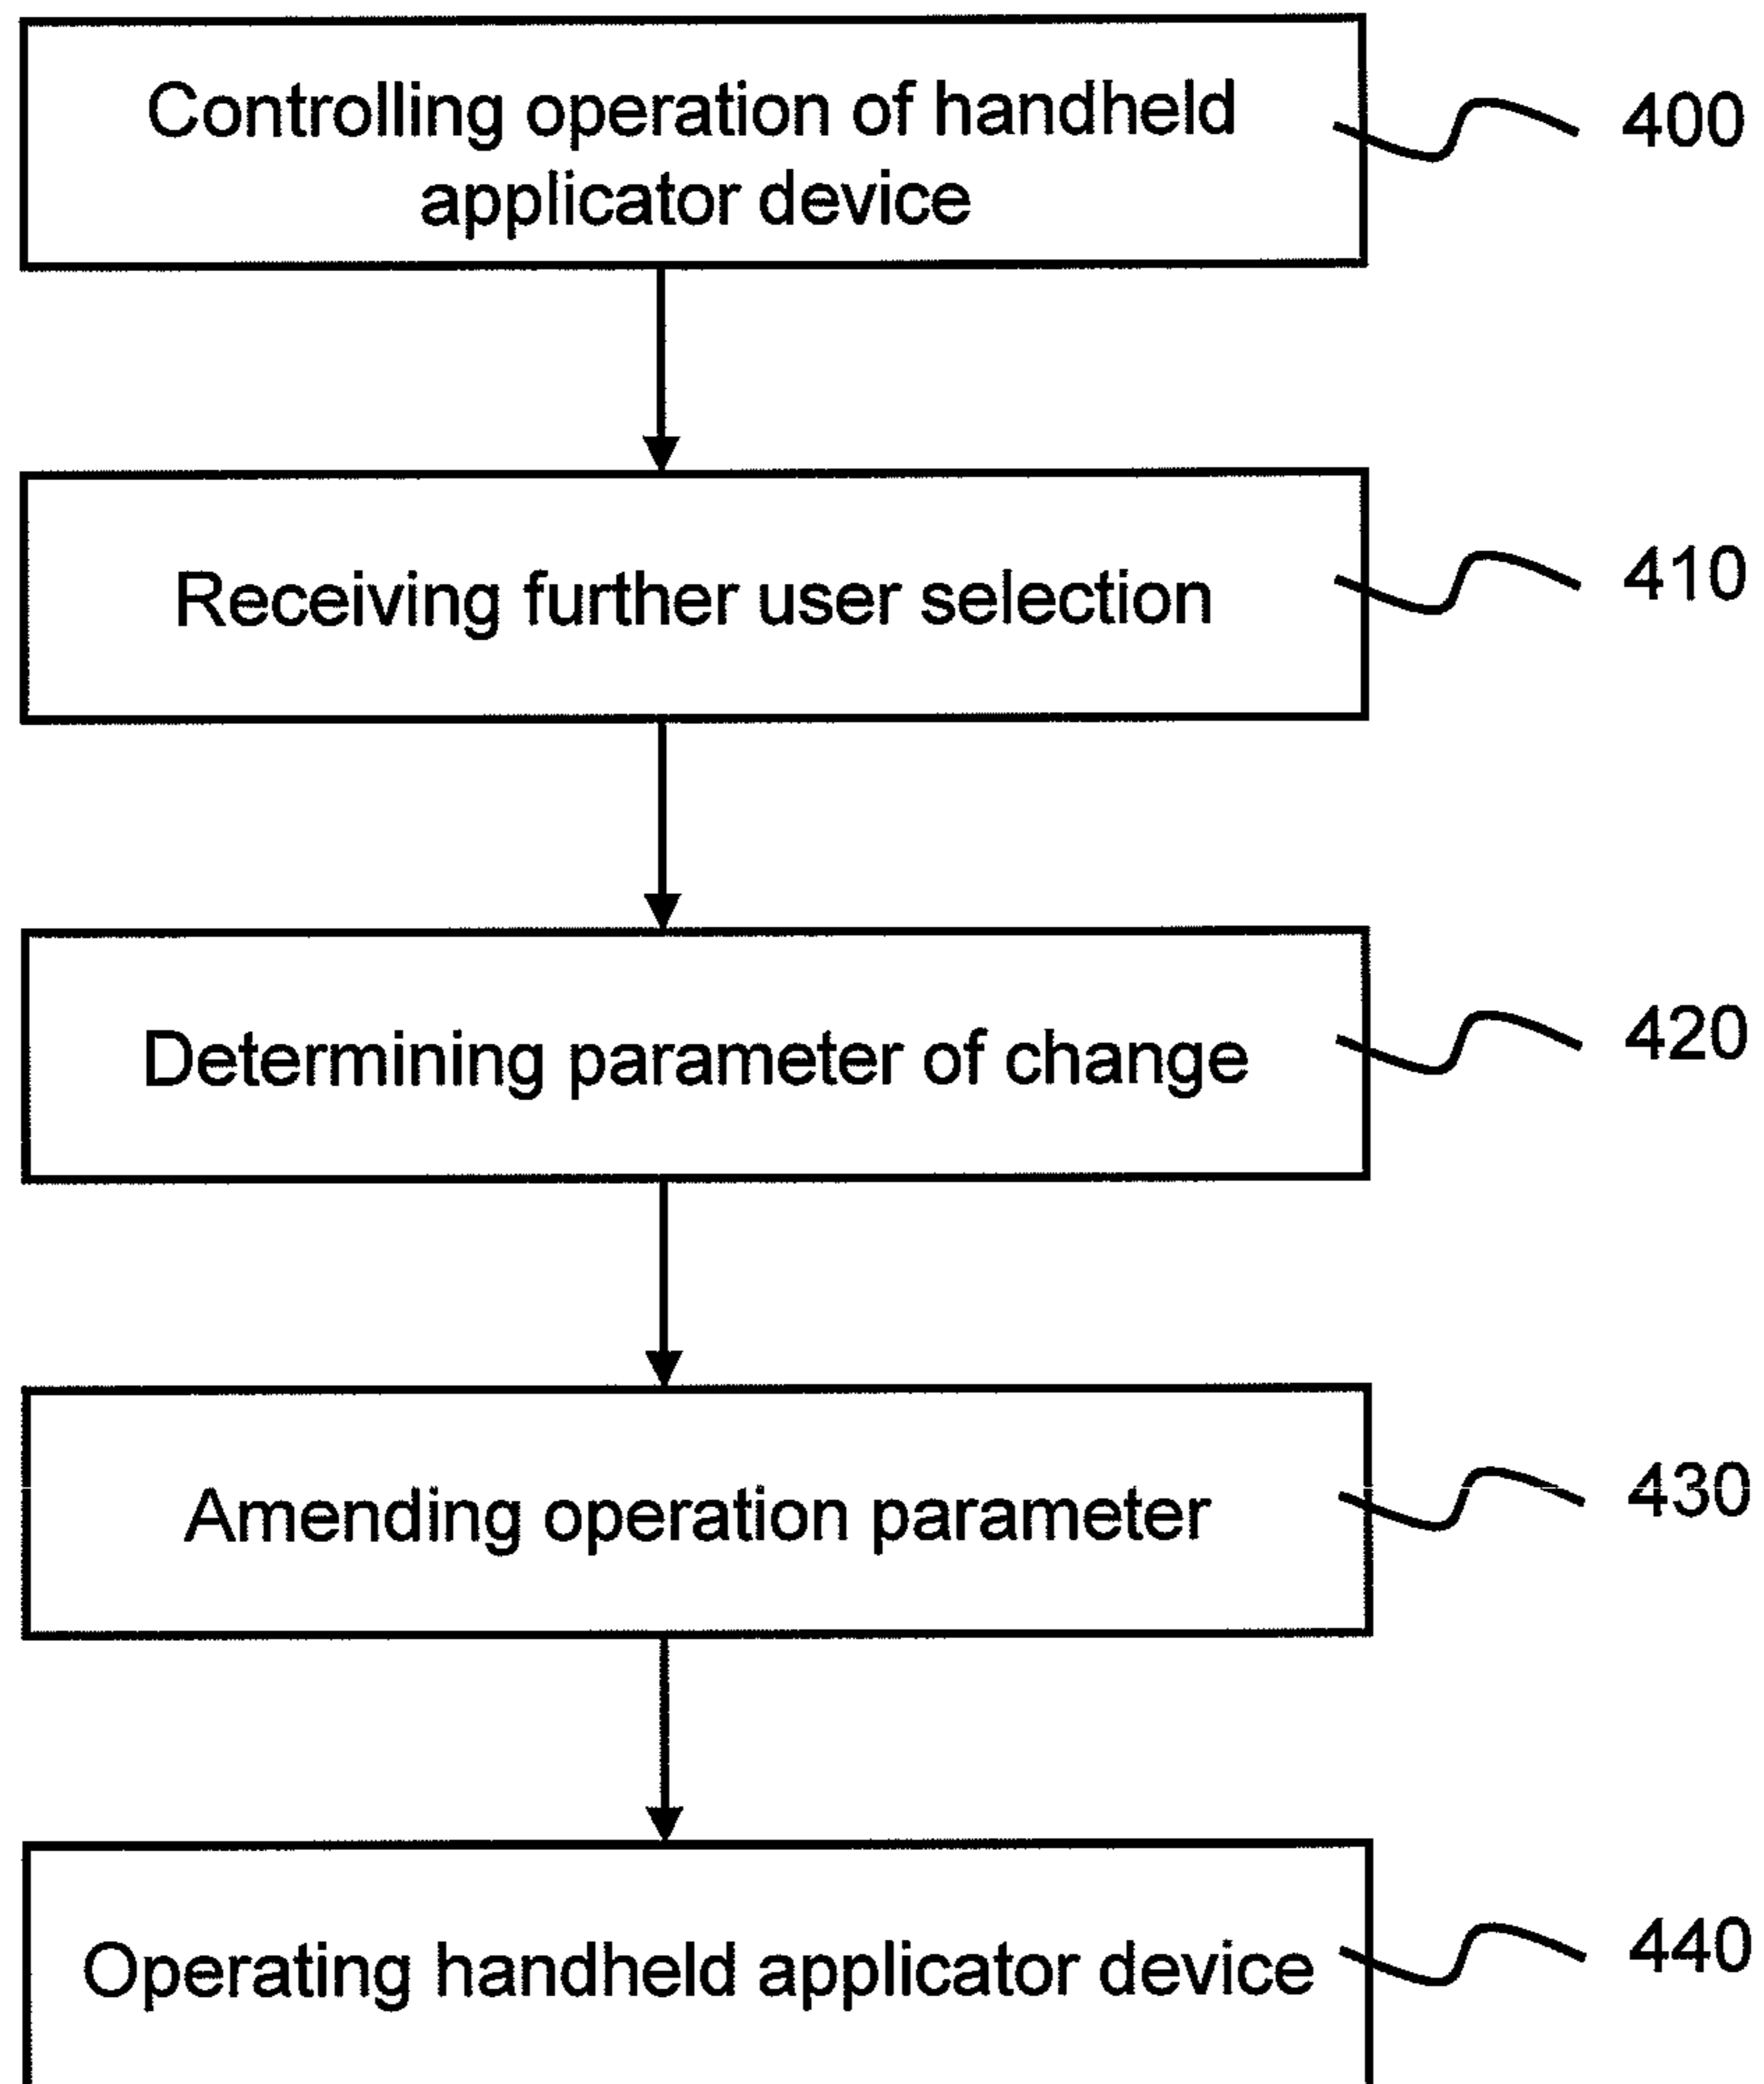 Controlling operation of handheld
applicator device
400
Receiving further user selection
410
Determining parameter of change
420
Amending operation parameter
430
Operating handheld applicator device
440